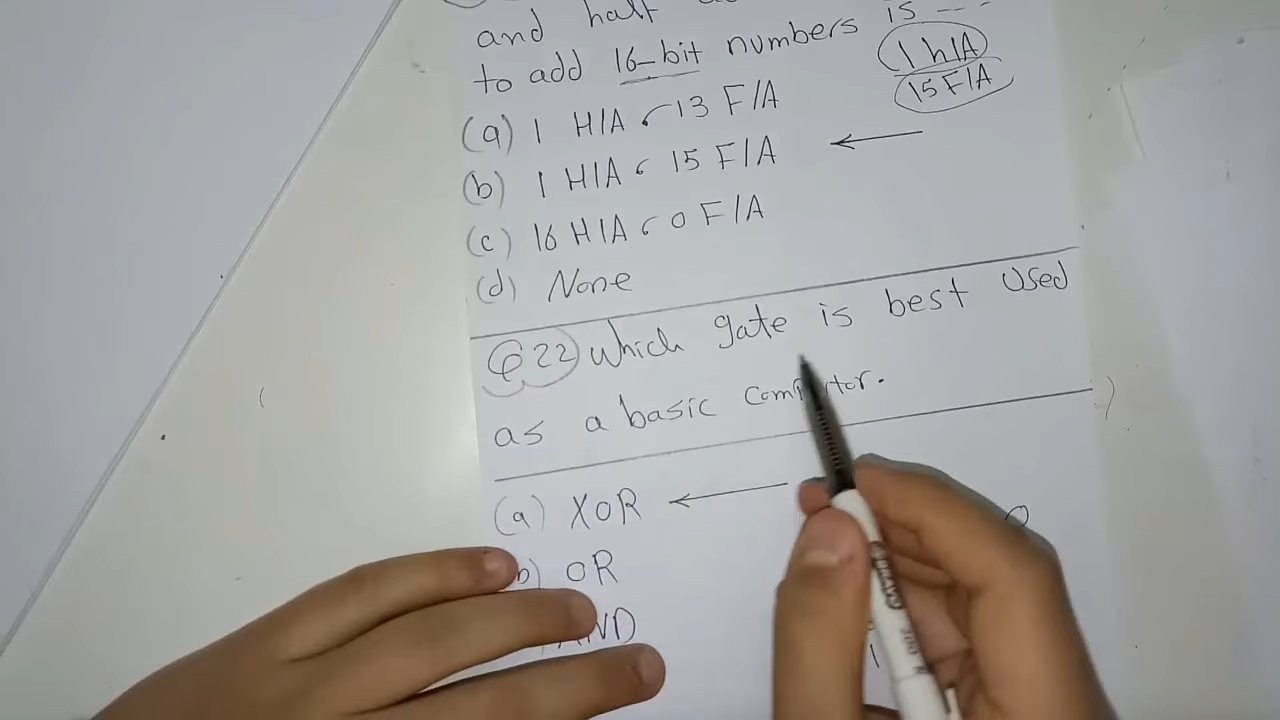 and half
to add 16-bit numbers is ---
1 h/A
15 F/A
(a) 1 H/A , 13 F/A
(b) 1 H/A , 15 F/A
(c) 16 H/A , 0 F/A
(d) None
Q22) which gate is best used
as a basic
(a) XOR
b) OR